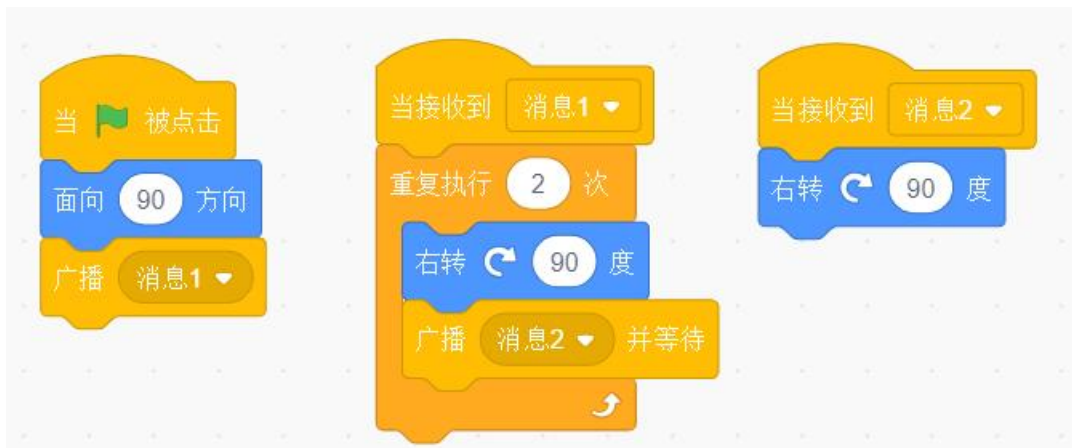 当 被点击
面向 90 方向
广播 消息1
当接收到 消息1
重复执行 2 次
右转 90 度
广播 消息2 并等待
当接收到 消息2
右转 90 度